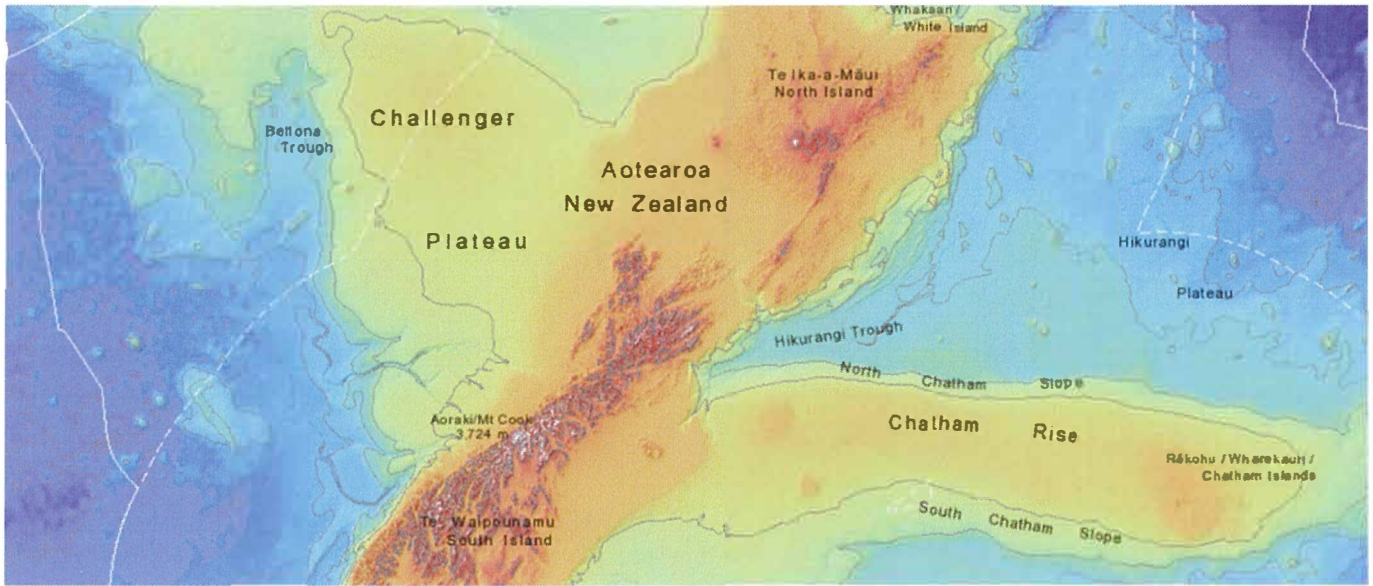 Whakaari /
White Island
Te Ika-a-Māui
North Island
Challenger
Bellona
Trough
Aotearoa
New Zealand
Plateau
Hikurangi
Plateau
Hikurangi Trough
North Chatham Slope
Aoraki/Mt Cook
3,724 m
Chatham Rise
Rēkohu / Wharekauri /
Chatham Islands
South Chatham Slope
Te Waipounamu
South Island